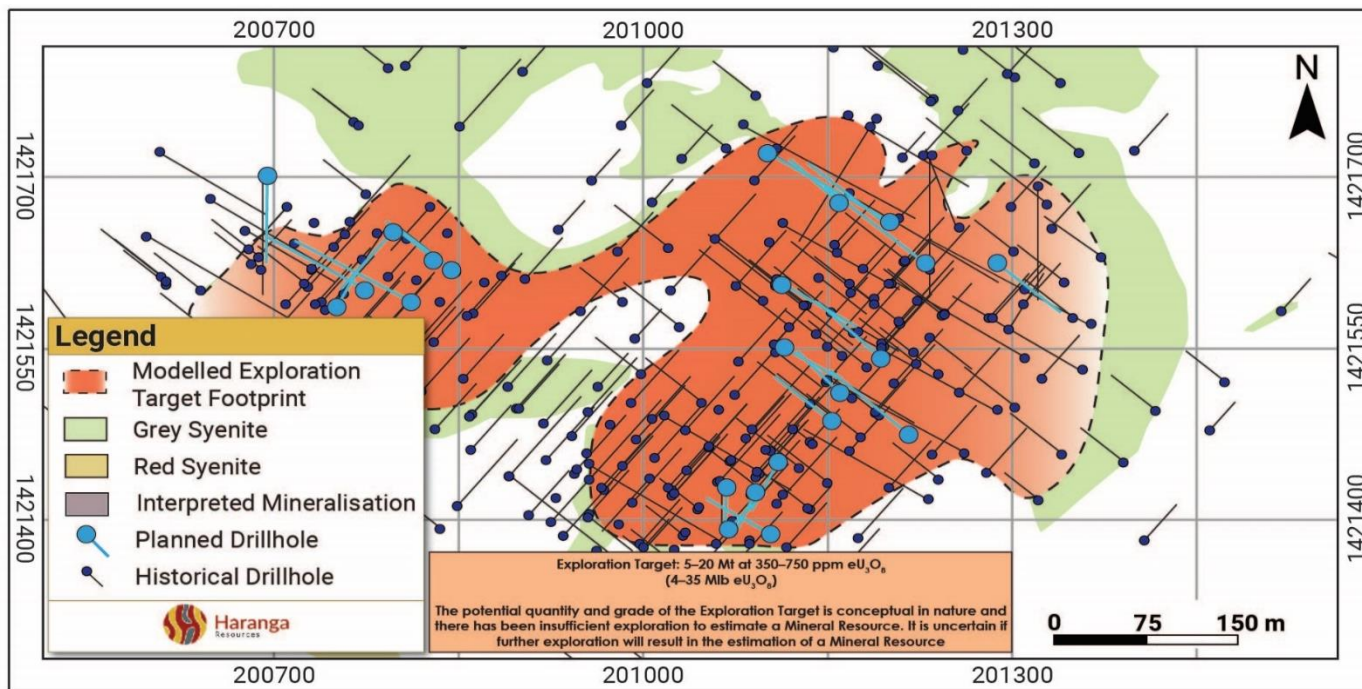 200700
201000
201300
N
1421700
1421700
1421550
1421550
1421400
1421400
Legend
Modelled Exploration
Target Footprint
Grey Syenite
Red Syenite
Interpreted Mineralisation
Planned Drillhole
Historical Drillhole
Haranga
Resources
Exploration Target: 5–20 Mt at 350–750 ppm eU₃O₈
(4–35 Mlb eU₃O₈)
The potential quantity and grade of the Exploration Target is conceptual in nature and
there has been insufficient exploration to estimate a Mineral Resource. It is uncertain if
further exploration will result in the estimation of a Mineral Resource
0 75 150 m
200700
201000
201300